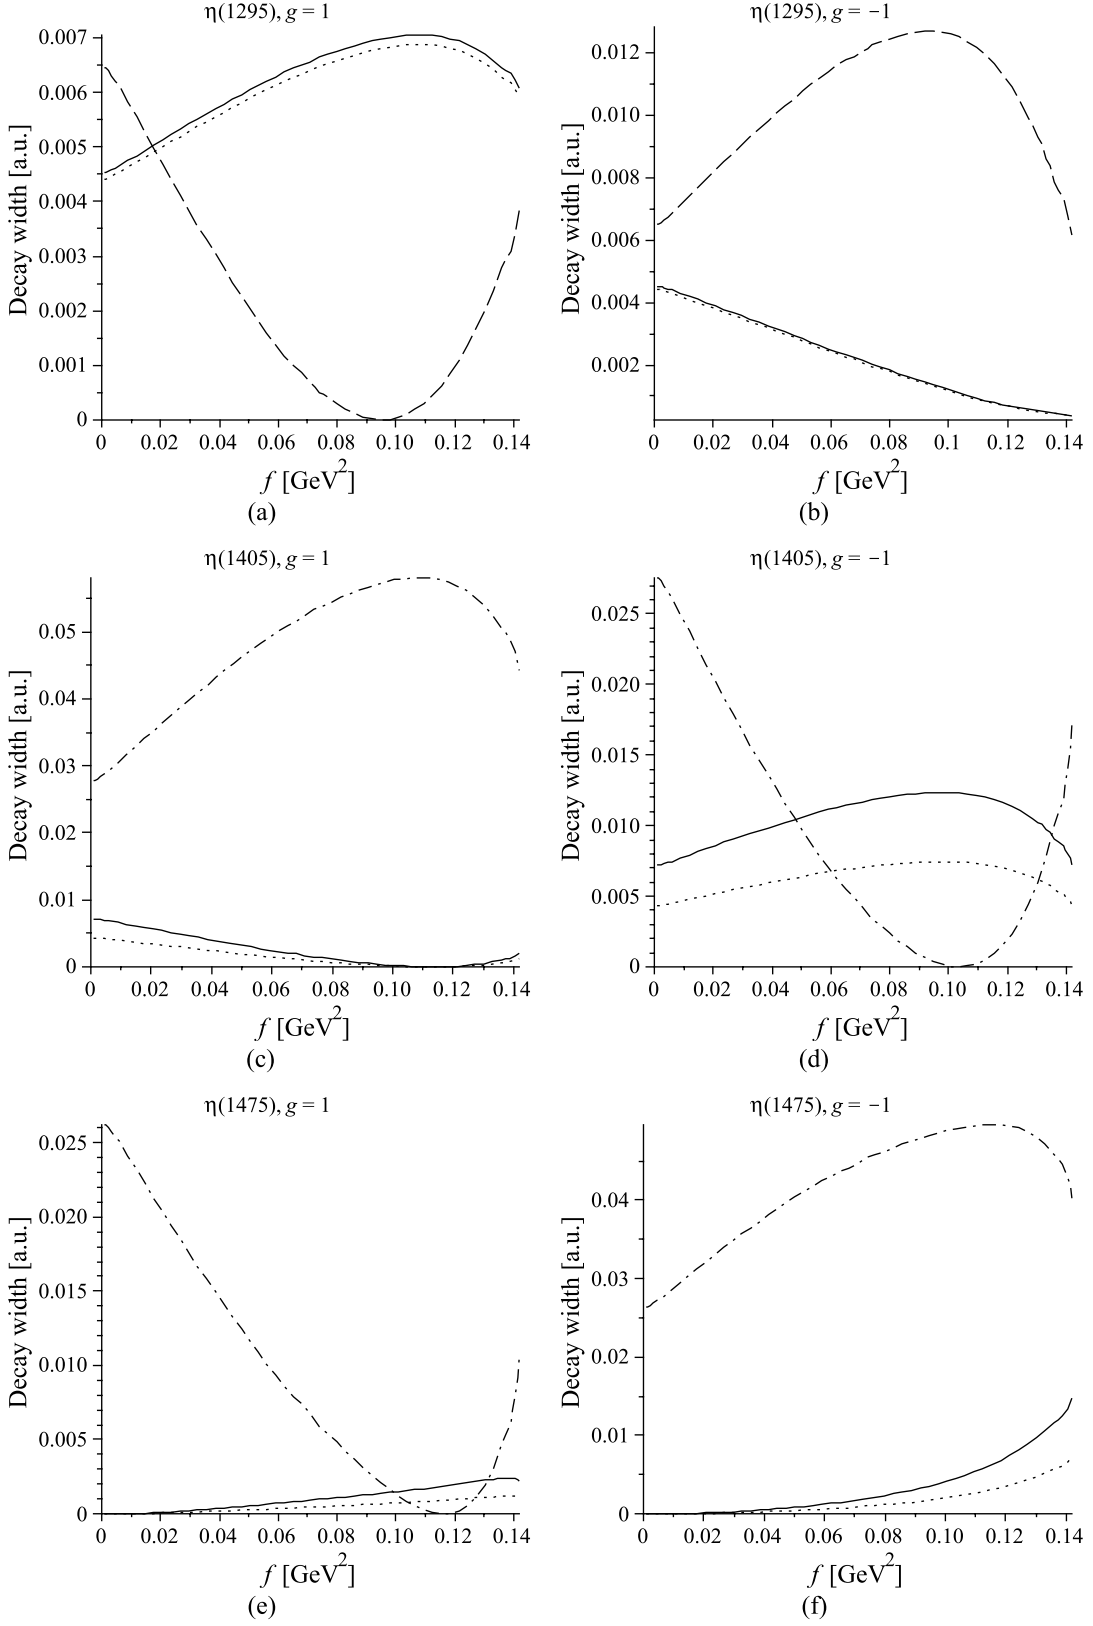 η(1295), g = 1
Decay width [a.u.]
0.007
0.006
0.005
0.004
0.003
0.002
0.001
0
0 0.02 0.04 0.06 0.08 0.10 0.12 0.14
f [GeV²]
(a)
η(1295), g = −1
Decay width [a.u.]
0.012
0.010
0.008
0.006
0.004
0.002
0 0.02 0.04 0.06 0.08 0.1 0.12 0.14
f [GeV²]
(b)
η(1405), g = 1
Decay width [a.u.]
0.05
0.04
0.03
0.02
0.01
0
0 0.02 0.04 0.06 0.08 0.10 0.12 0.14
f [GeV²]
(c)
η(1405), g = −1
Decay width [a.u.]
0.025
0.020
0.015
0.010
0.005
0
0 0.02 0.04 0.06 0.08 0.10 0.12 0.14
f [GeV²]
(d)
η(1475), g = 1
Decay width [a.u.]
0.025
0.020
0.015
0.010
0.005
0
0 0.02 0.04 0.06 0.08 0.10 0.12 0.14
f [GeV²]
(e)
η(1475), g = −1
Decay width [a.u.]
0.04
0.03
0.02
0.01
0
0 0.02 0.04 0.06 0.08 0.10 0.12 0.14
f [GeV²]
(f)